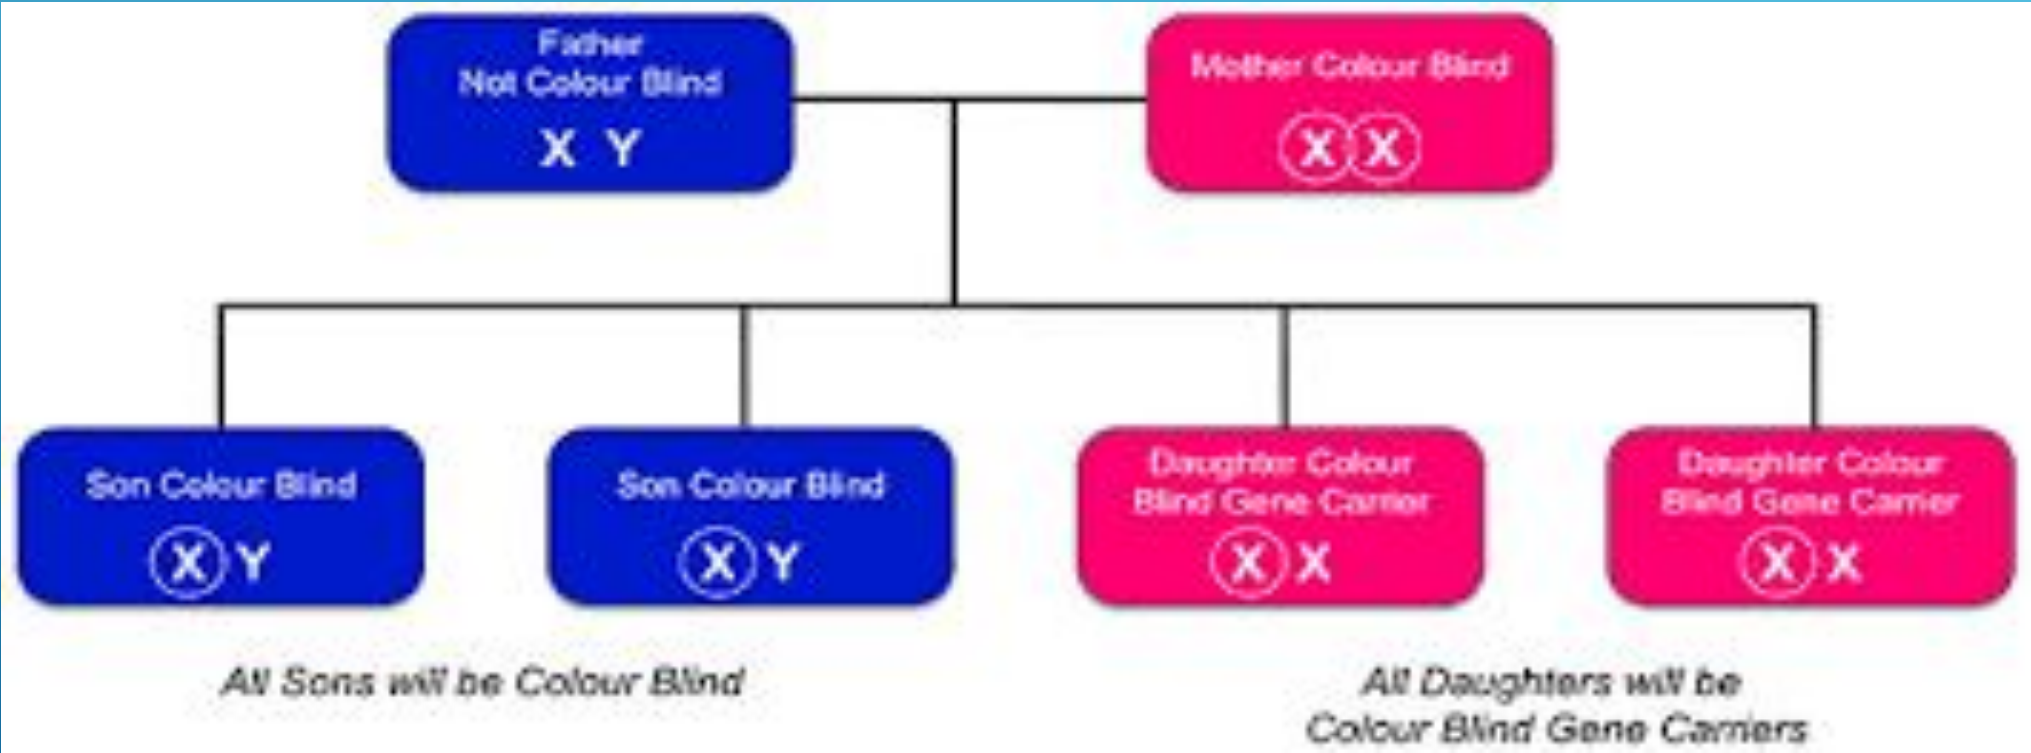 Father
Not Colour Blind
X Y
Mother Colour Blind
X X
Son Colour Blind
X Y
Son Colour Blind
X Y
Daughter Colour
Blind Gene Carrier
X X
Daughter Colour
Blind Gene Carrier
X X
All Sons will be Colour Blind
All Daughters will be
Colour Blind Gene Carriers